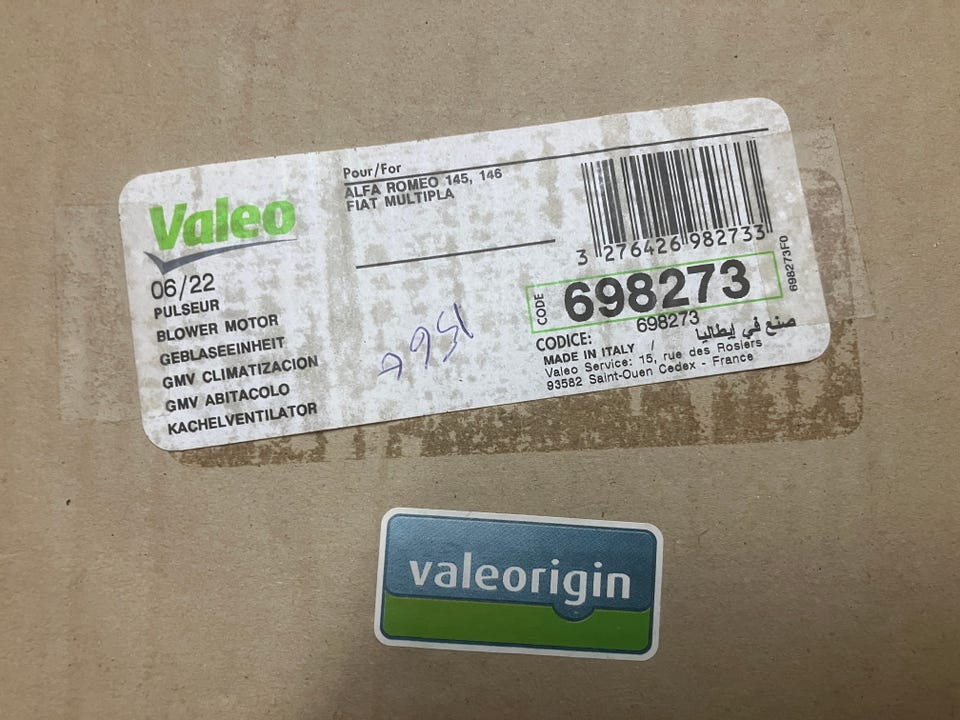 Valeo
06/22
PULSEUR
BLOWER MOTOR
GEBLASEEINHEIT
GMV CLIMATIZACION
GMV ABITACOLO
KACHELVENTILATOR
Pour/For
ALFA ROMEO 145, 146
FIAT MULTIPLA
3 276426 982733
698273F0
CODE
698273
698273
CODICE:
MADE IN ITALY / صنع في إيطاليا
Valeo Service: 15, rue des Rosiers
93582 Saint-Ouen Cedex - France
valeorigin